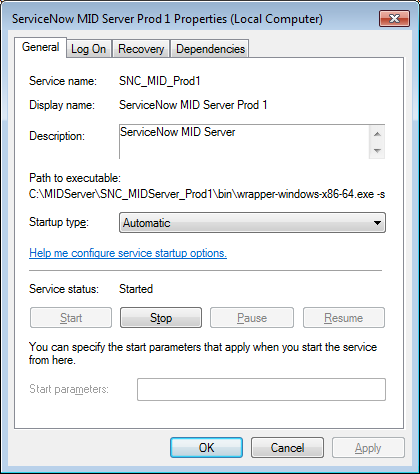 ServiceNow MID Server Prod 1 Properties (Local Computer)
General Log On Recovery Dependencies
Service name: SNC_MID_Prod1
Display name: ServiceNow MID Server Prod 1
Description: ServiceNow MID Server
Path to executable:
C:\MIDServer\SNC_MIDServer_Prod1\bin\wrapper-windows-x86-64.exe -s
Startup type: Automatic
Help me configure service startup options.
Service status: Started
Start Stop Pause Resume
You can specify the start parameters that apply when you start the service
from here.
Start parameters:
OK Cancel Apply